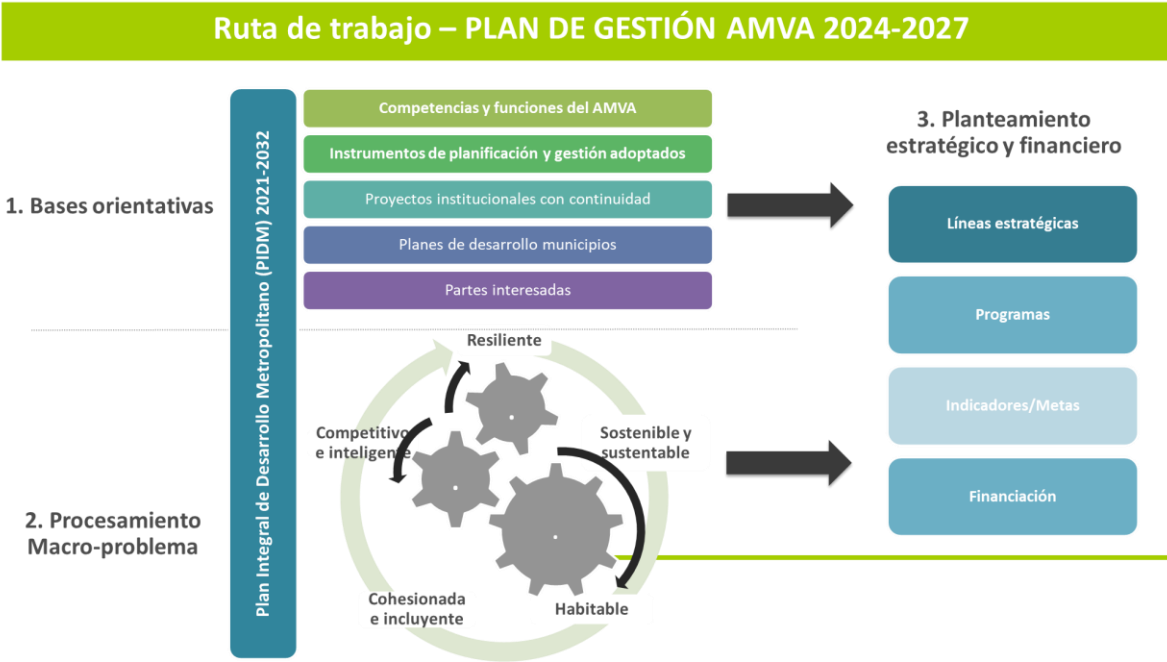 Ruta de trabajo – PLAN DE GESTIÓN AMVA 2024-2027
1. Bases orientativas
Plan Integral de Desarrollo Metropolitano (PIDM) 2021-2032
Competencias y funciones del AMVA
Instrumentos de planificación y gestión adoptados
Proyectos institucionales con continuidad
Planes de desarrollo municipios
Partes interesadas
2. Procesamiento
Macro-problema
Resiliente
Competitivo
e inteligente
Sostenible y
sustentable
Cohesionada
e incluyente
Habitable
3. Planteamiento
estratégico y financiero
Líneas estratégicas
Programas
Indicadores/Metas
Financiación